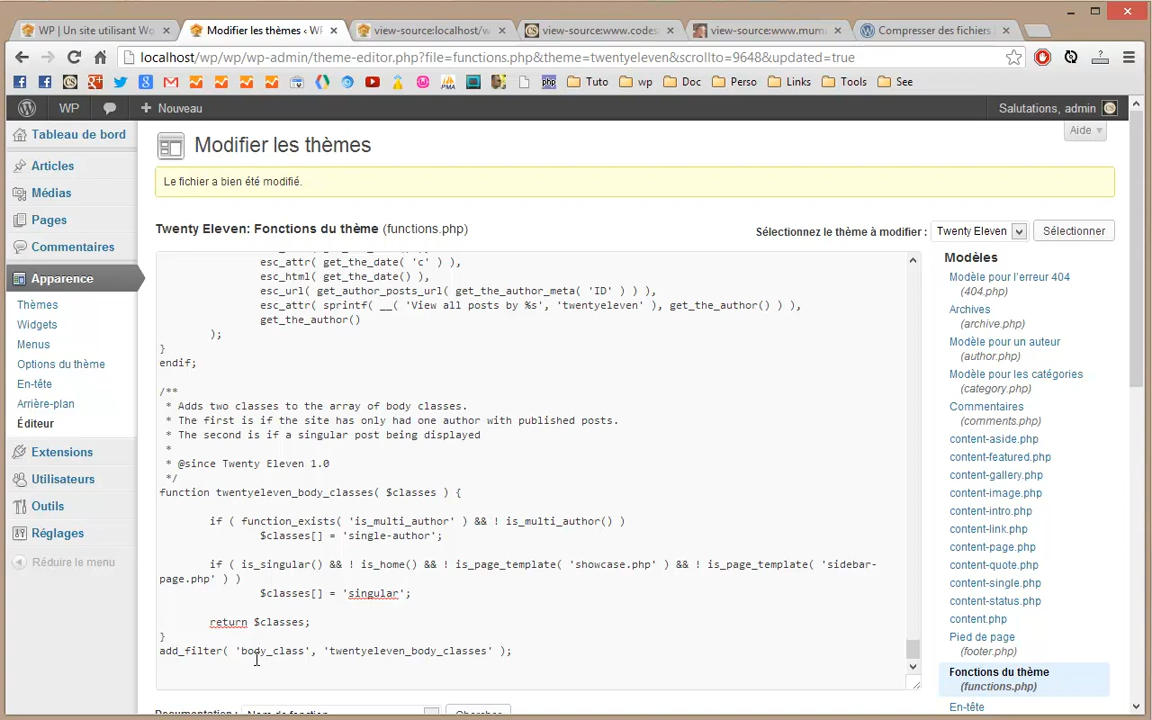 WP | Un site utilisant Wo
Modifier les thèmes ‹ W
view-source:localhost/w
view-source:www.codes
view-source:www.mum
Compresser des fichiers
localhost/wp/wp/wp-admin/theme-editor.php?file=functions.php&theme=twentyeleven&scrollto=9648&updated=true
Tuto wp Doc Perso Links Tools See
WP + Nouveau Salutations, admin
Tableau de bord
Articles
Médias
Pages
Commentaires
Apparence
Thèmes
Widgets
Menus
Options du thème
En-tête
Arrière-plan
Éditeur
Extensions
Utilisateurs
Outils
Réglages
Réduire le menu
Aide
Modifier les thèmes
Le fichier a bien été modifié.
Twenty Eleven: Fonctions du thème (functions.php)
Sélectionnez le thème à modifier : Twenty Eleven Sélectionner
esc_attr( get_the_date( 'c' ) ),
esc_html( get_the_date() ),
esc_url( get_author_posts_url( get_the_author_meta( 'ID' ) ) ),
esc_attr( sprintf( __( 'View all posts by %s', 'twentyeleven' ), get_the_author() ) ),
get_the_author()
);
}
endif;
/**
* Adds two classes to the array of body classes.
* The first is if the site has only had one author with published posts.
* The second is if a singular post being displayed
*
* @since Twenty Eleven 1.0
*/
function twentyeleven_body_classes( $classes ) {
if ( function_exists( 'is_multi_author' ) && ! is_multi_author() )
$classes[] = 'single-author';
if ( is_singular() && ! is_home() && ! is_page_template( 'showcase.php' ) && ! is_page_template( 'sidebar-
page.php' ) )
$classes[] = 'singular';
return $classes;
}
add_filter( 'body_class', 'twentyeleven_body_classes' );
Documentation : Nom de fonction Chercher
Modèles
Modèle pour l'erreur 404
(404.php)
Archives
(archive.php)
Modèle pour un auteur
(author.php)
Modèle pour les catégories
(category.php)
Commentaires
(comments.php)
content-aside.php
content-featured.php
content-gallery.php
content-image.php
content-intro.php
content-link.php
content-page.php
content-quote.php
content-single.php
content-status.php
content.php
Pied de page
(footer.php)
Fonctions du thème
(functions.php)
En-tête